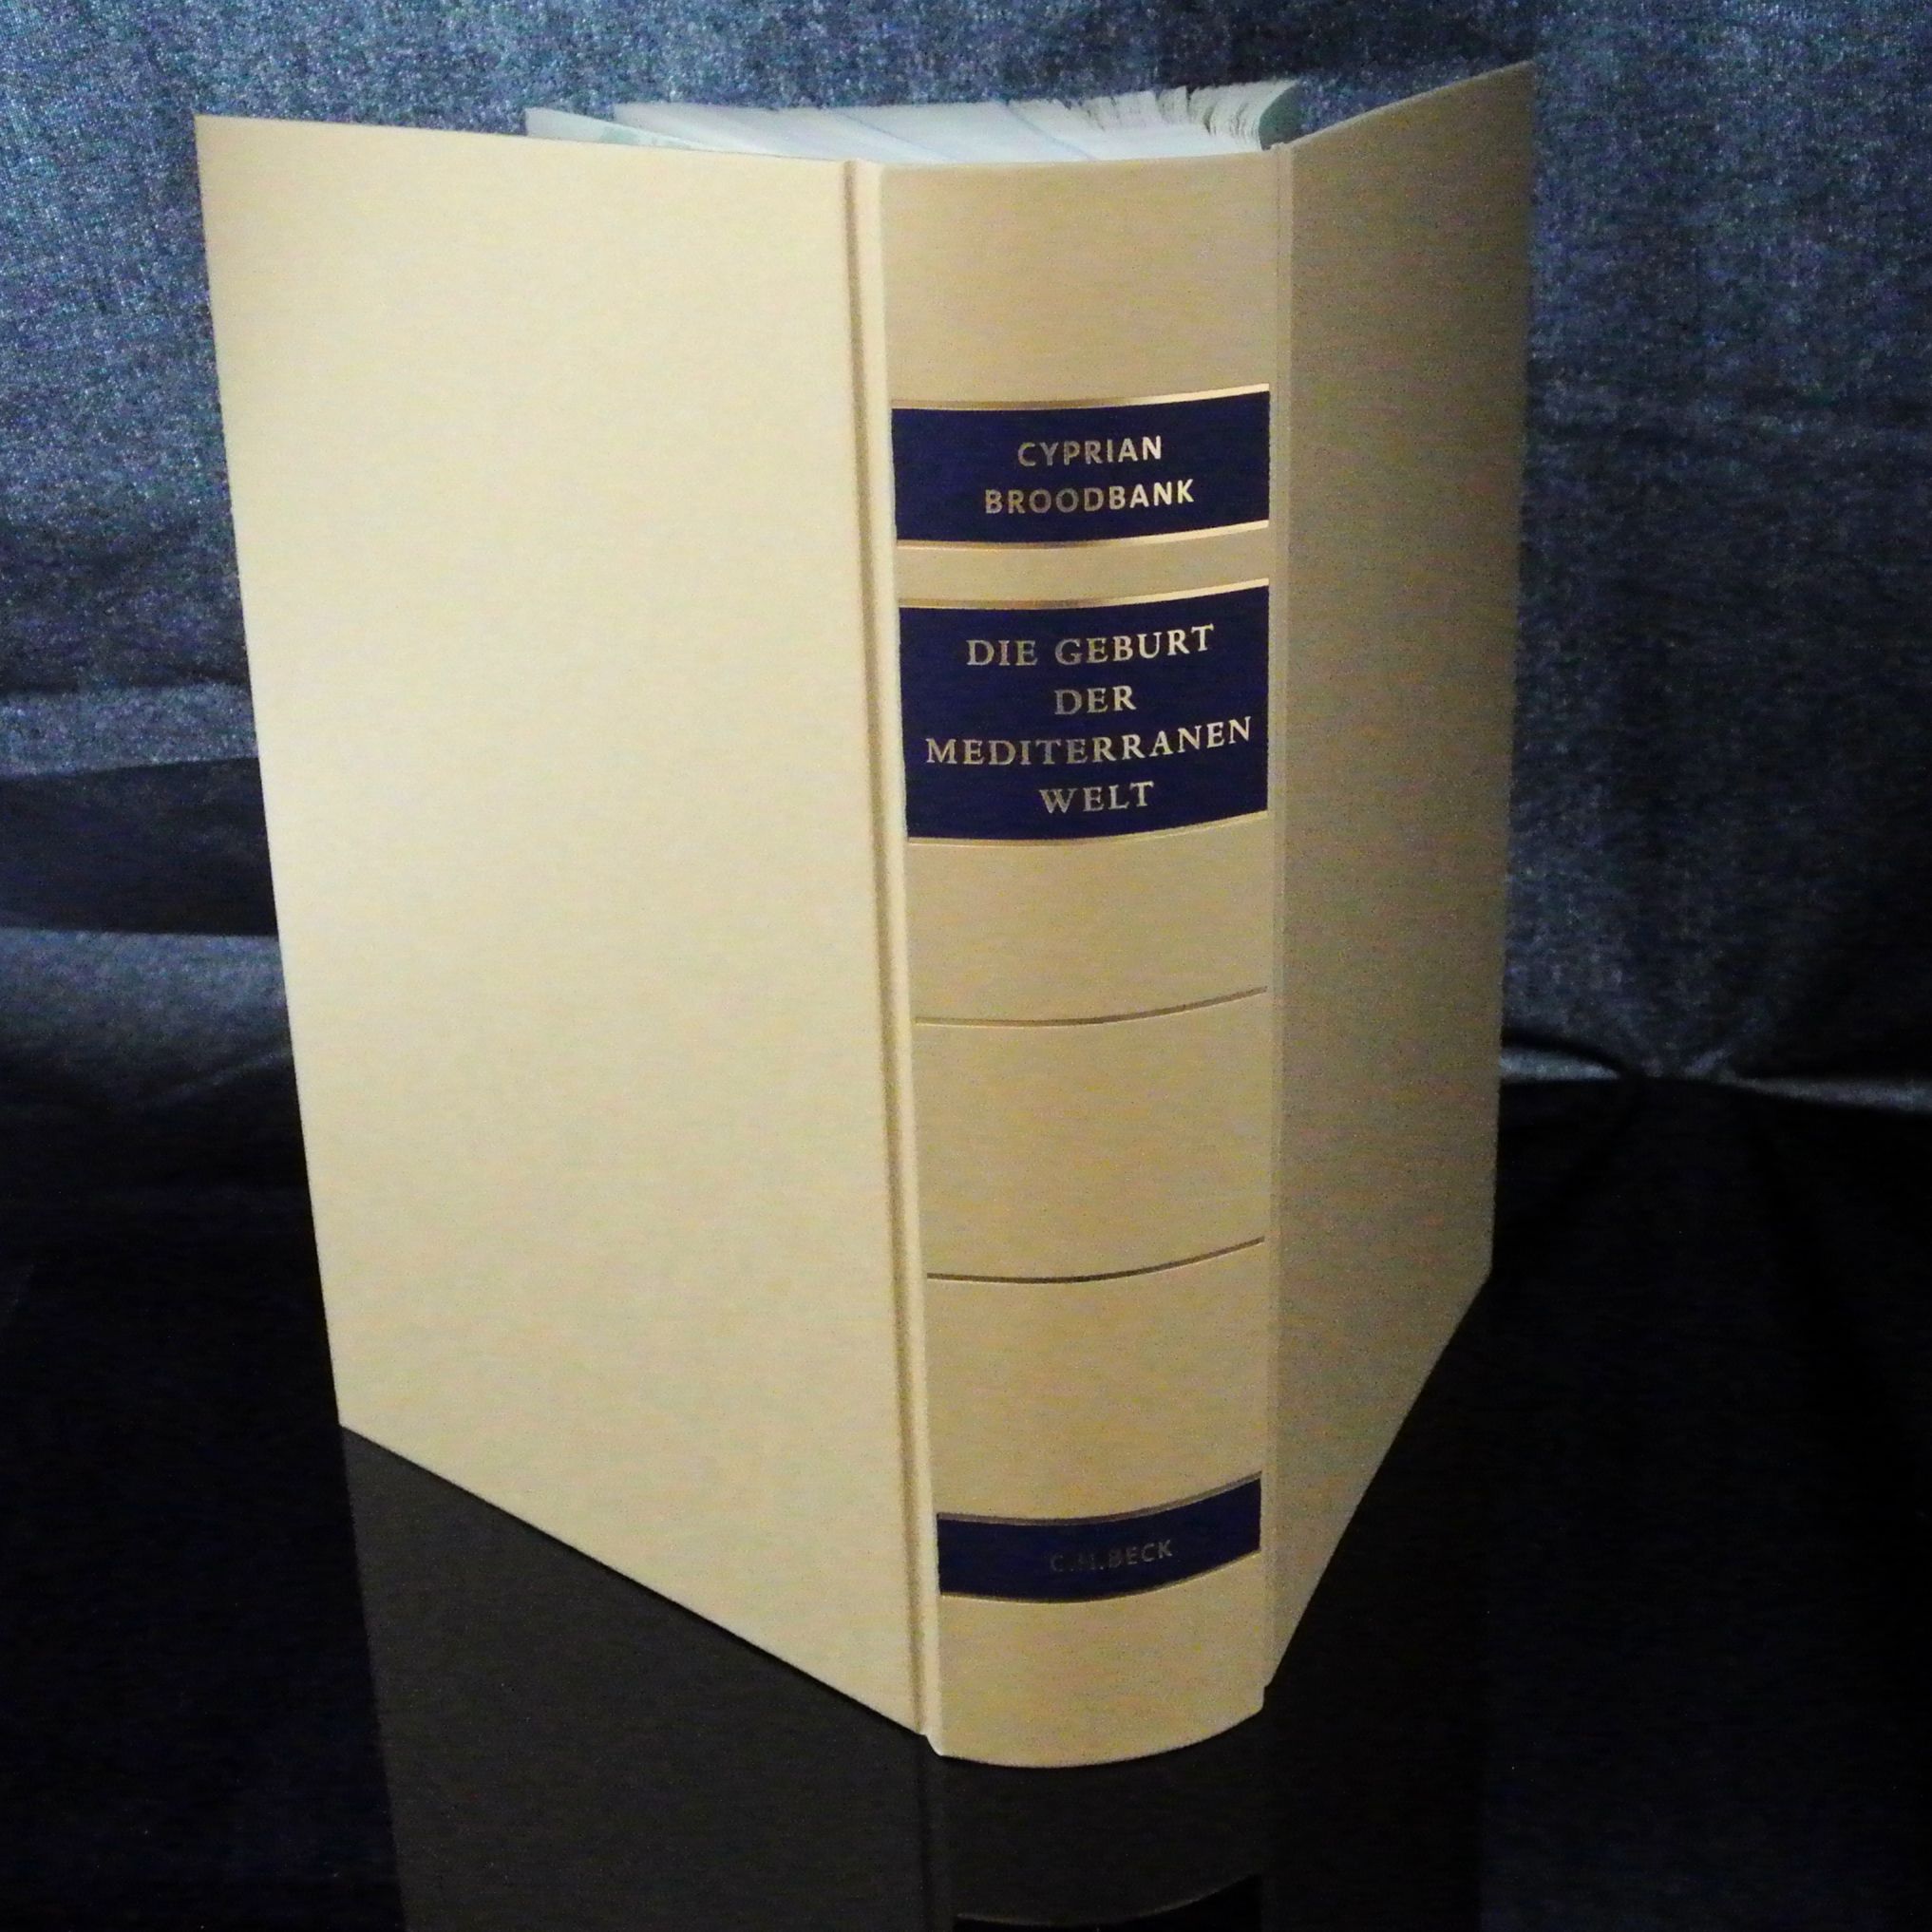 CYPRIAN
BROODBANK
DIE GEBURT
DER
MEDITERRANEN
WELT
C.H.BECK